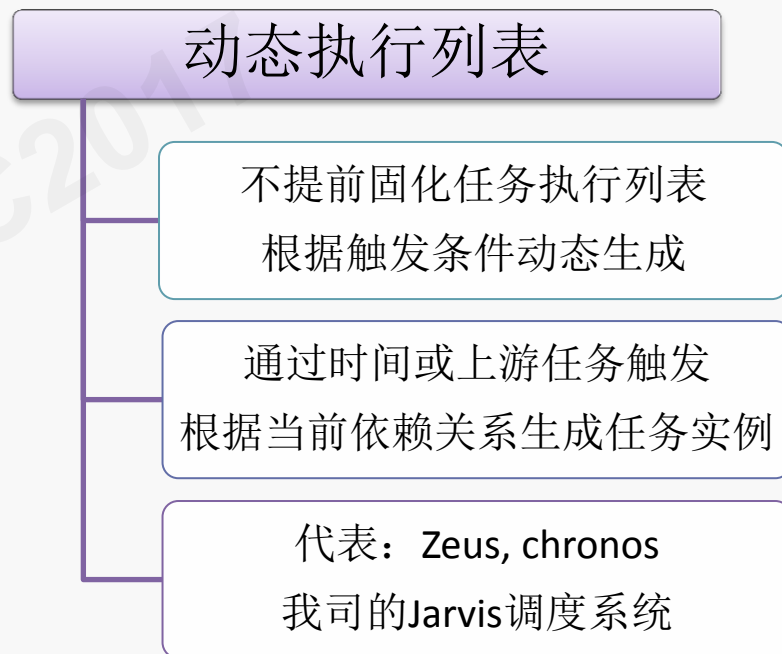 动态执行列表
不提前固化任务执行列表
根据触发条件动态生成
通过时间或上游任务触发
根据当前依赖关系生成任务实例
代表：Zeus, chronos
我司的Jarvis调度系统
C2017